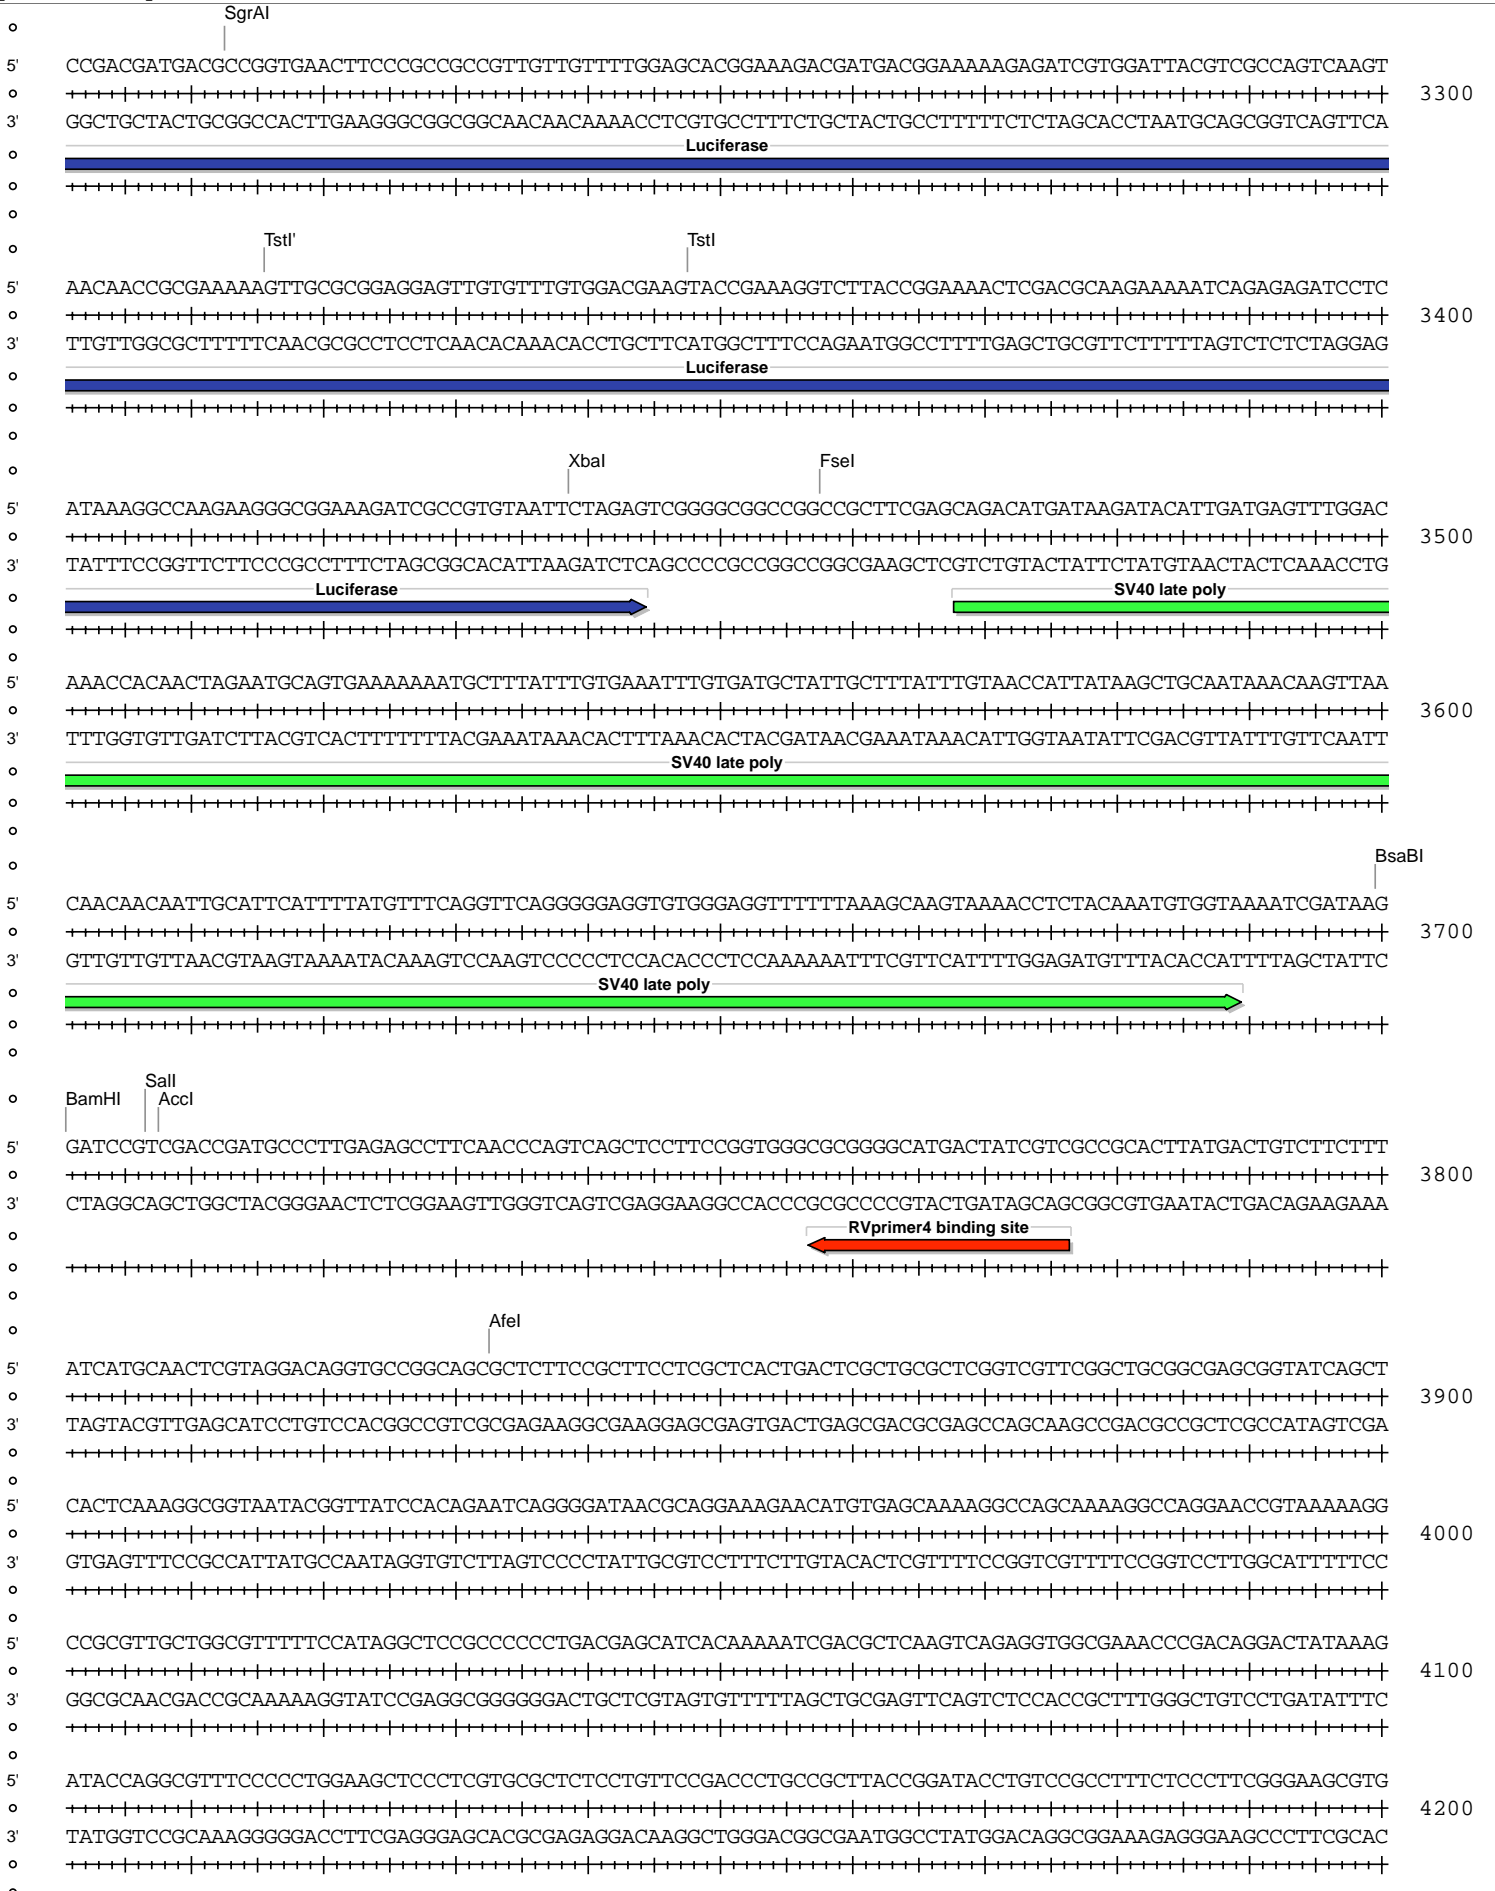 SgrAI
5' CCGACGATGACGCCGGTGAACTTCCCGCCGCCGTTGTTGTTTTGGAGCACGGAAAGACGATGACGGAAAAAGAGATCGTGGATTACGTCGCCAGTCAAGT
3300
3' GGCTGCTACTGCGGCCACTTGAAGGGCGGCGGCAACAACAAAACCTCGTGCCTTTCTGCTACTGCCTTTTTCTCTAGCACCTAATGCAGCGGTCAGTTCA
Luciferase
TstI' TstI
5' AACAACCGCGAAAAAGTTGCGCGGAGGAGTTGTGTTTGTGGACGAAGTACCGAAAGGTCTTACCGGAAAACTCGACGCAAGAAAAATCAGAGAGATCCTC
3400
3' TTGTTGGCGCTTTTTCAACGCGCCTCCTCAACACAAACACCTGCTTCATGGCTTTCCAGAATGGCCTTTTGAGCTGCGTTCTTTTTAGTCTCTCTAGGAG
Luciferase
XbaI FseI
5' ATAAAGGCCAAGAAGGGCGGAAAGATCGCCGTGTAATTCTAGAGTCGGGGCGGCCGGCCGCTTCGAGCAGACATGATAAGATACATTGATGAGTTTGGAC
3500
3' TATTTCCGGTTCTTCCCGCCTTTCTAGCGGCACATTAAGATCTCAGCCCCGCCGGCCGGCGAAGCTCGTCTGTACTATTCTATGTAACTACTCAAACCTG
Luciferase SV40 late poly
5' AAACCACAACTAGAATGCAGTGAAAAAAATGCTTTATTTGTGAAATTTGTGATGCTATTGCTTTATTTGTAACCATTATAAGCTGCAATAAACAAGTTAA
3600
3' TTTGGTGTTGATCTTACGTCACTTTTTTTACGAAATAAACACTTTAAACACTACGATAACGAAATAAACATTGGTAATATTCGACGTTATTTGTTCAATT
SV40 late poly
BsaBI
5' CAACAACAATTGCATTCATTTTATGTTTCAGGTTCAGGGGGAGGTGTGGGAGGTTTTTTAAAGCAAGTAAAACCTCTACAAATGTGGTAAAATCGATAAG
3700
3' GTTGTTGTTAACGTAAGTAAAATACAAAGTCCAAGTCCCCCTCCACACCCTCCAAAAAATTTCGTTCATTTTGGAGATGTTTACACCATTTTAGCTATTC
SV40 late poly
SalI
BamHI AccI
5' GATCCGTCGACCGATGCCCTTGAGAGCCTTCAACCCAGTCAGCTCCTTCCGGTGGGCGCGGGGCATGACTATCGTCGCCGCACTTATGACTGTCTTCTTT
3800
3' CTAGGCAGCTGGCTACGGGAACTCTCGGAAGTTGGGTCAGTCGAGGAAGGCCACCCGCGCCCCGTACTGATAGCAGCGGCGTGAATACTGACAGAAGAAA
RVprimer4 binding site
AfeI
5' ATCATGCAACTCGTAGGACAGGTGCCGGCAGCGCTCTTCCGCTTCCTCGCTCACTGACTCGCTGCGCTCGGTCGTTCGGCTGCGGCGAGCGGTATCAGCT
3900
3' TAGTACGTTGAGCATCCTGTCCACGGCCGTCGCGAGAAGGCGAAGGAGCGAGTGACTGAGCGACGCGAGCCAGCAAGCCGACGCCGCTCGCCATAGTCGA
5' CACTCAAAGGCGGTAATACGGTTATCCACAGAATCAGGGGATAACGCAGGAAAGAACATGTGAGCAAAAGGCCAGCAAAAGGCCAGGAACCGTAAAAAGG
4000
3' GTGAGTTTCCGCCATTATGCCAATAGGTGTCTTAGTCCCCTATTGCGTCCTTTCTTGTACACTCGTTTTCCGGTCGTTTTCCGGTCCTTGGCATTTTTCC
5' CCGCGTTGCTGGCGTTTTTCCATAGGCTCCGCCCCCCTGACGAGCATCACAAAAATCGACGCTCAAGTCAGAGGTGGCGAAACCCGACAGGACTATAAAG
4100
3' GGCGCAACGACCGCAAAAAGGTATCCGAGGCGGGGGGACTGCTCGTAGTGTTTTTAGCTGCGAGTTCAGTCTCCACCGCTTTGGGCTGTCCTGATATTTC
5' ATACCAGGCGTTTCCCCCTGGAAGCTCCCTCGTGCGCTCTCCTGTTCCGACCCTGCCGCTTACCGGATACCTGTCCGCCTTTCTCCCTTCGGGAAGCGTG
4200
3' TATGGTCCGCAAAGGGGGACCTTCGAGGGAGCACGCGAGAGGACAAGGCTGGGACGGCGAATGGCCTATGGACAGGCGGAAAGAGGGAAGCCCTTCGCAC